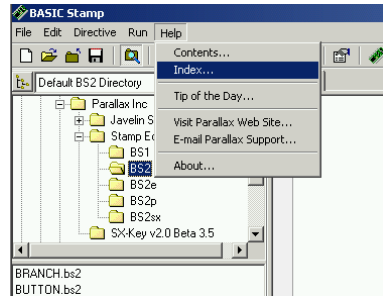 BASIC Stamp
File Edit Directive Run Help
Contents...
Index...
Default BS2 Directory
Tip of the Day...
Parallax Inc
Visit Parallax Web Site...
Javelin S
E-mail Parallax Support...
Stamp Ec
BS1
About...
BS2
BS2e
BS2p
BS2sx
SX-Key v2.0 Beta 3.5
BRANCH.bs2
BUTTON.bs2